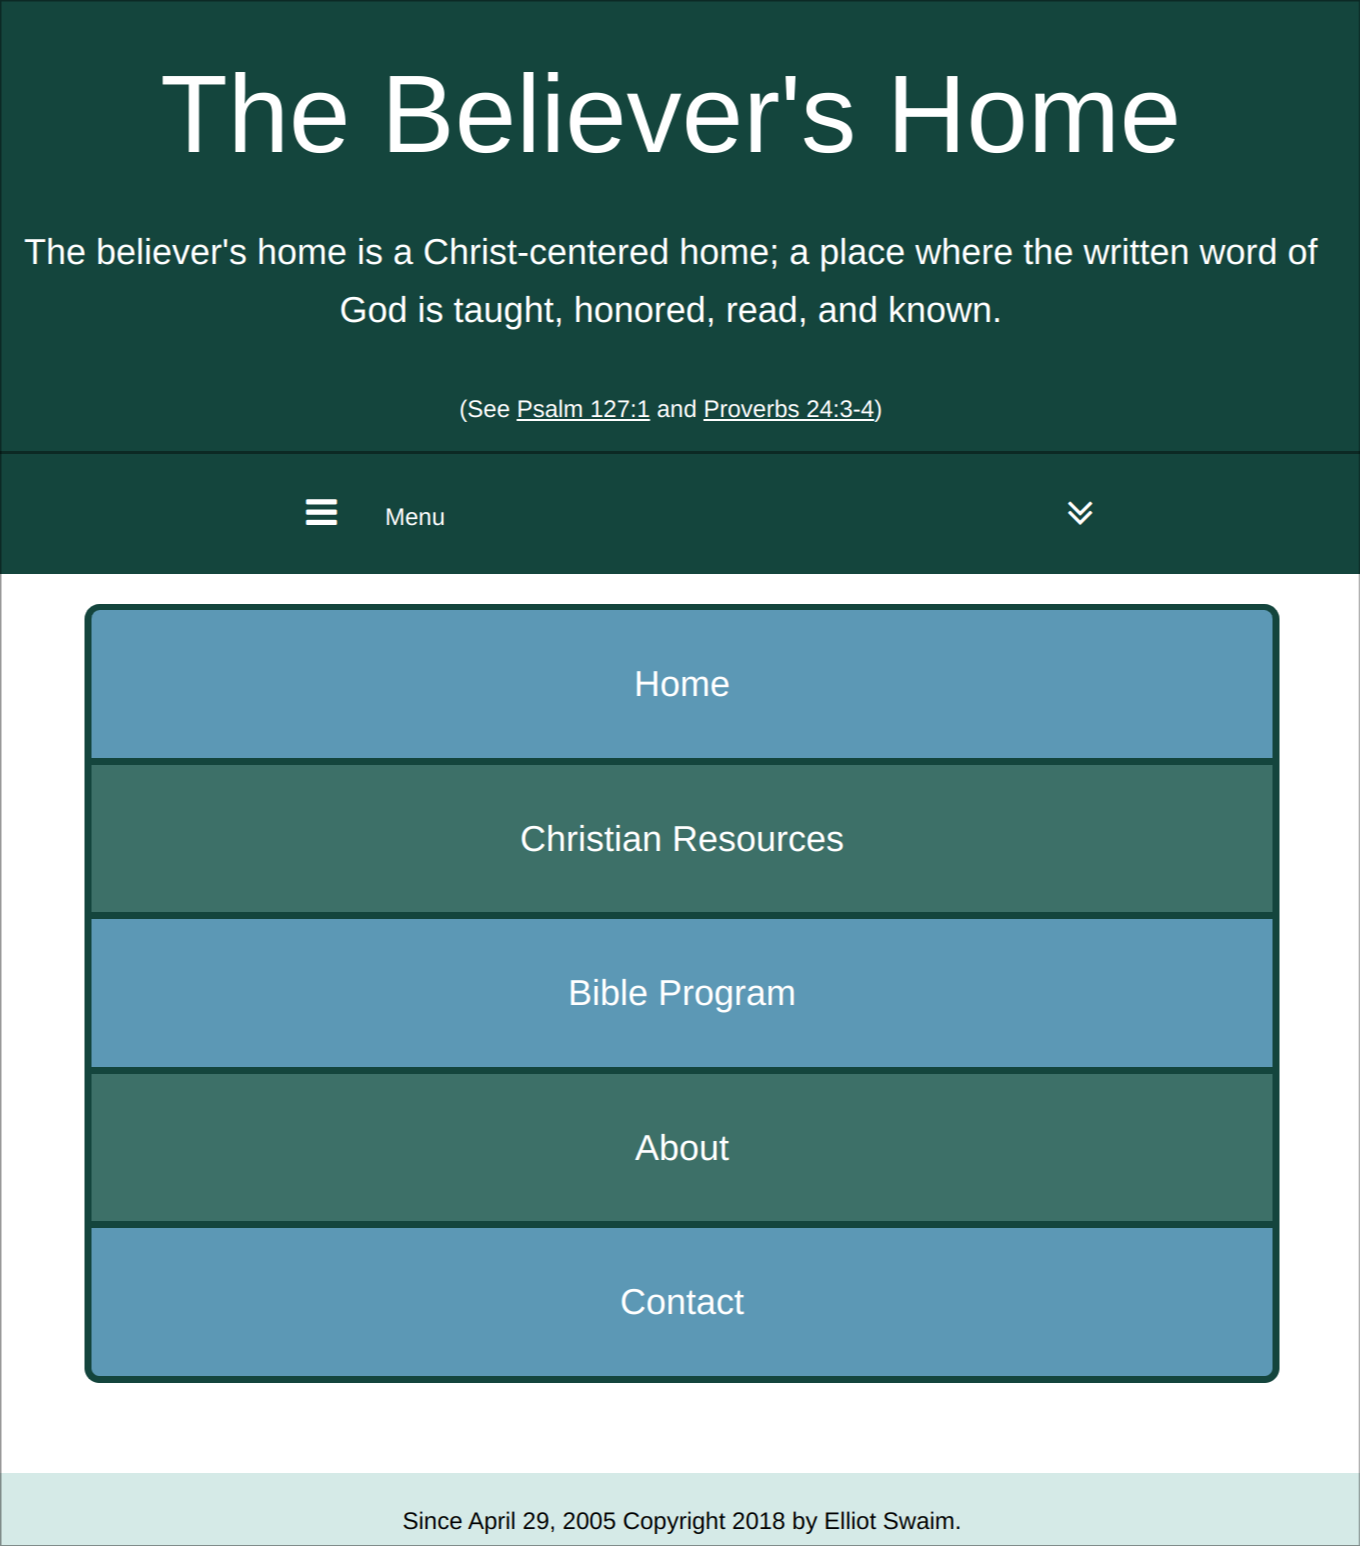 The Believer's Home
The believer's home is a Christ-centered home; a place where the written word of
God is taught, honored, read, and known.
(See Psalm 127:1 and Proverbs 24:3-4)
Menu
Home
Christian Resources
Bible Program
About
Contact
Since April 29, 2005 Copyright 2018 by Elliot Swaim.